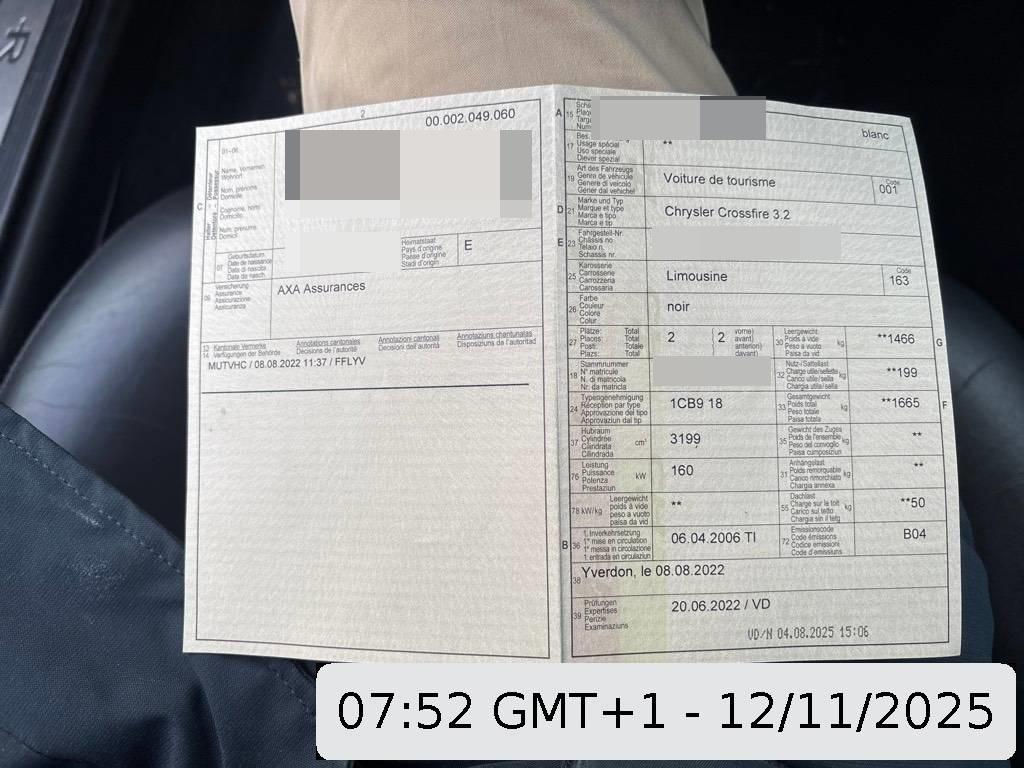 2
00.002.049.060
01-06
C
Name, Vornamen
Wohnort
Nom, prénoms
Domicile
Cognome, nomi
Domicilio
Num, prenums
Domicil
07
Geburtsdatum
Date de naissance
Data di nascita
Data da nasch.
Heimatstaat
Pays d'origine
Paese d'origine
Stadi d'origin
E
09
Versicherung
Assurance
Assicurazione
Assicuranza
AXA Assurances
13 Kantonale Vermerke
14 Verfügungen der Behörde
Annotations cantonales
Décisions de l'autorité
Annotazioni cantonali
Decisioni dell'autorità
Annotaziuns chantunalas
Disposiziuns da l'autoritad
MUTVHC / 08.08.2022 11:37 / FFLYV
A 15
blanc
17
Usage spécial
Uso speciale
Diever spezial
**
19
Art des Fahrzeugs
Genre de véhicule
Genere di veicolo
Gener dal vehichel
Voiture de tourisme
Code
001
D 21
Marke und Typ
Marque et type
Marca e tipo
Marca e tip
Chrysler Crossfire 3.2
E 23
Fahrgestell-Nr.
Châssis no
Telaio n.
Schassis nr.
25
Karosserie
Carrosserie
Carrozzeria
Carossaria
Limousine
Code
163
26
Farbe
Couleur
Colore
Colur
noir
27
Plätze: Total
Places: Total
Posti: Totale
Plazs: Total
2
2
vorne)
avant)
anteriori)
davant)
30
Leergewicht
Poids à vide
Peso a vuoto
Paisa da vid
kg
**1466
G
18
Stammnummer
N° matricule
N. di matricola
Nr. da matricla
32
Nutz-/Sattellast
Charge utile/sellette
Carico utile/sella
Chargia utila/sella
kg
**199
24
Typengenehmigung
Réception par type
Approvazione del tipo
Approvaziun dal tip
1CB9 18
33
Gesamtgewicht
Poids total
Peso totale
Paisa totala
kg
**1665
F
37
Hubraum
Cylindrée
Cilindrata
Cilindrada
cm³
3199
35
Gewicht des Zuges
Poids de l'ensemble
Peso del convoglio
Paisa cumposiziun
kg
**
76
Leistung
Puissance
Potenza
Prestaziun
kW
160
31
Anhängelast
Poids remorquable
Carico rimorchiato
Chargia annexa
kg
**
78 kW/kg
Leergewicht
poids à vide
peso a vuoto
paisa da vid
**
55
Dachlast
Charge sur le toit
Carico sul tetto
Chargia sin il tetg
kg
**50
B 36
1. Inverkehrsetzung
1re mise en circulation
1a messa in circolazione
1. entrada en circulaziun
06.04.2006 TI
72
Emissionscode
Code émissions
Codice emissioni
Code d'emissiuns
B04
38
Yverdon, le 08.08.2022
39
Prüfungen
Expertises
Perizie
Examinaziuns
20.06.2022 / VD
VD/N 04.08.2025 15:06
07:52 GMT+1 - 12/11/2025